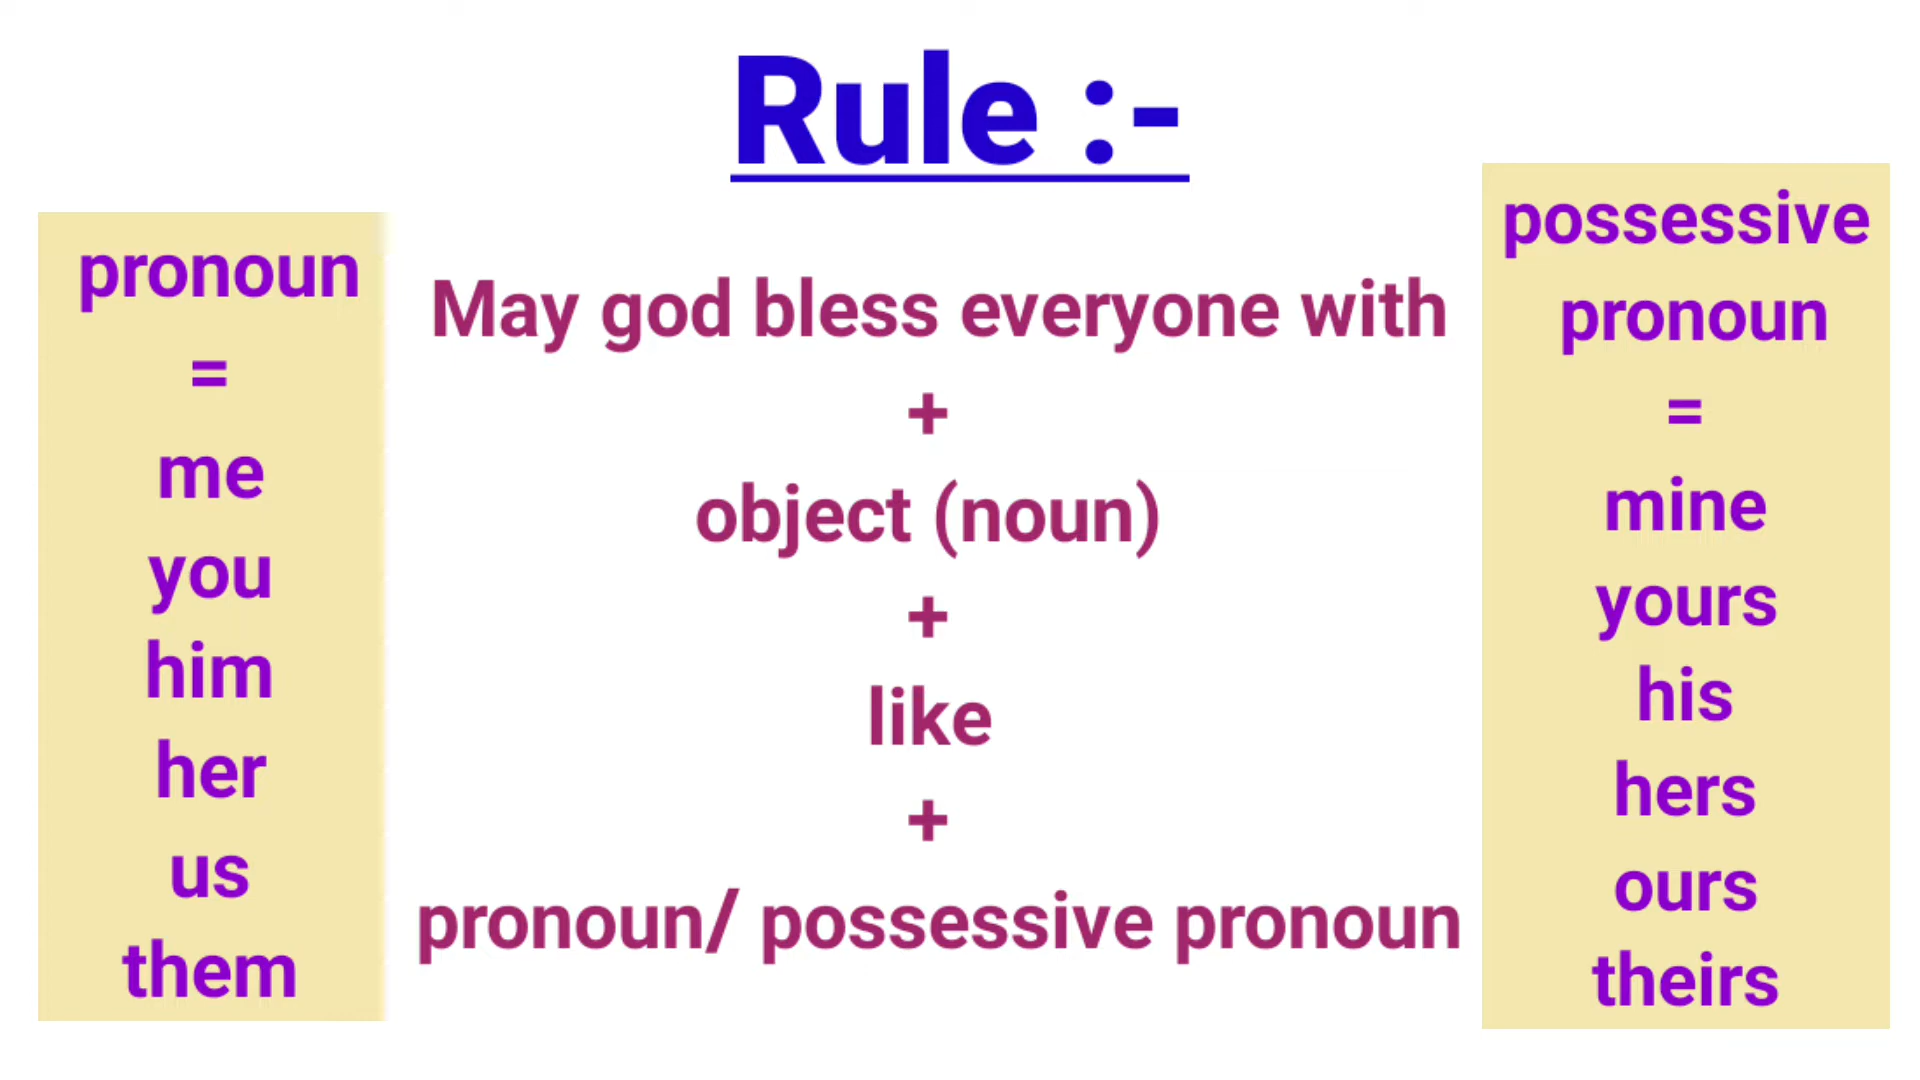 Rule :-
pronoun
=
me
you
him
her
us
them
May god bless everyone with
+
object (noun)
+
like
+
pronoun/ possessive pronoun
possessive
pronoun
=
mine
yours
his
hers
ours
theirs